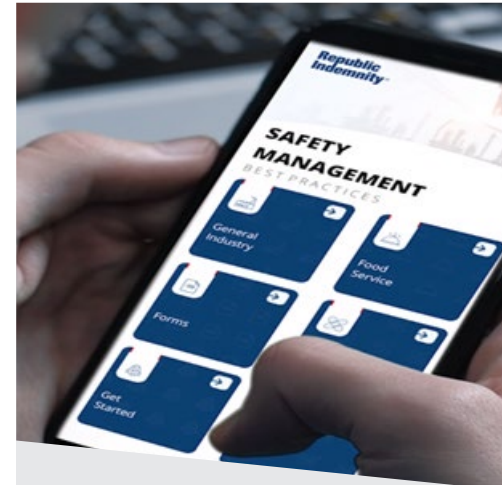 Republic
Indemnity
SAFETY
MANAGEMENT
BEST PRACTICES
General
Industry
Food
Service
Forms
Get
Started